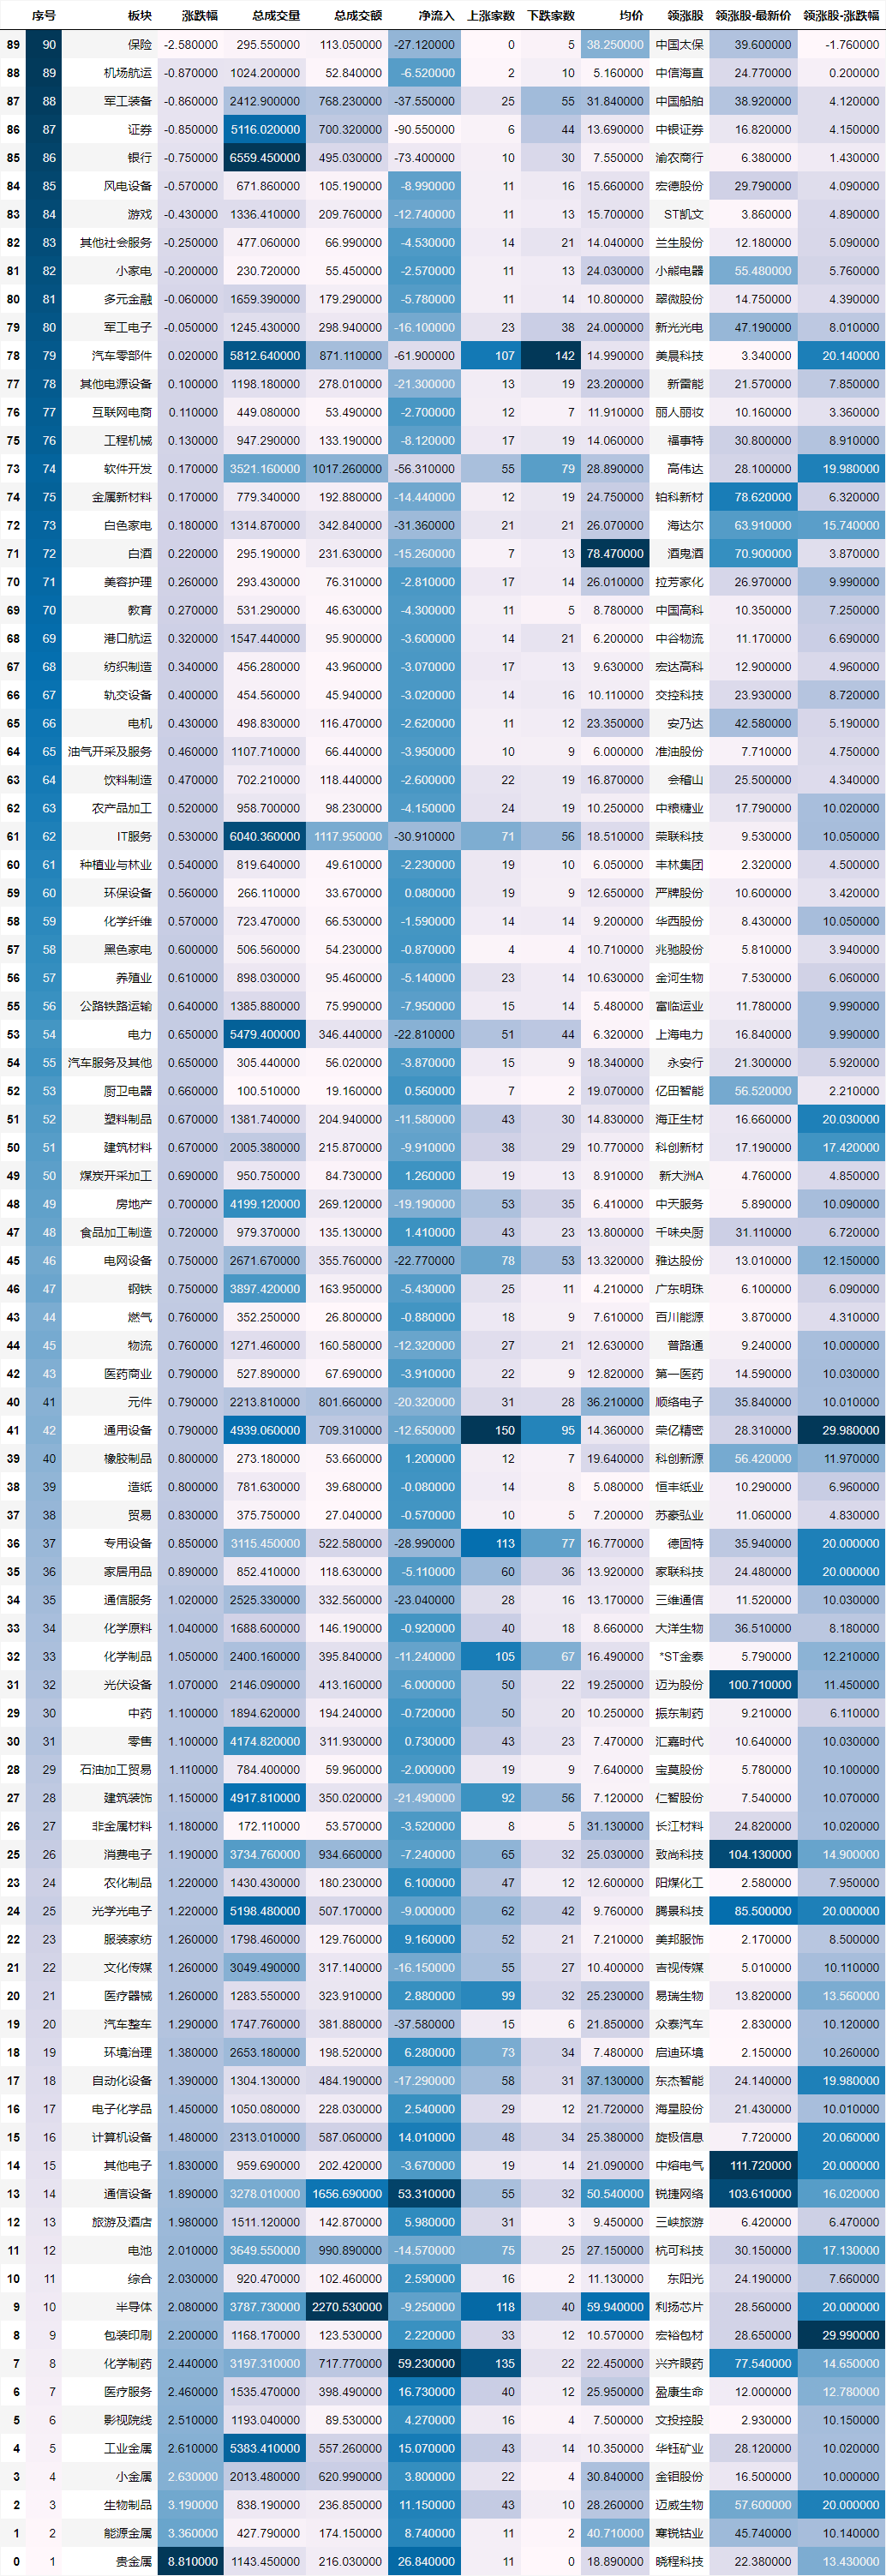 序号 板块 涨跌幅 总成交量 总成交额 净流入 上涨家数 下跌家数 均价 领涨股 领涨股-最新价 领涨股-涨跌幅
89 90 保险 -2.580000 295.550000 113.050000 -27.120000 0 5 38.250000 中国太保 39.600000 -1.760000
88 89 机场航运 -0.870000 1024.200000 52.840000 -6.520000 2 10 5.160000 中信海直 24.770000 0.200000
87 88 军工装备 -0.860000 2412.900000 768.230000 -37.550000 25 55 31.840000 中国船舶 38.920000 4.120000
86 87 证券 -0.850000 5116.020000 700.320000 -90.550000 6 44 13.690000 中银证券 16.820000 4.150000
85 86 银行 -0.750000 6559.450000 495.030000 -73.400000 10 30 7.550000 渝农商行 6.380000 1.430000
84 85 风电设备 -0.570000 671.860000 105.190000 -8.990000 11 16 15.660000 宏德股份 29.790000 4.090000
83 84 游戏 -0.430000 1336.410000 209.760000 -12.740000 11 13 15.700000 ST凯文 3.860000 4.890000
82 83 其他社会服务 -0.250000 477.060000 66.990000 -4.530000 14 21 14.040000 兰生股份 12.180000 5.090000
81 82 小家电 -0.200000 230.720000 55.450000 -2.570000 11 13 24.030000 小熊电器 55.480000 5.760000
80 81 多元金融 -0.060000 1659.390000 179.290000 -5.780000 11 14 10.800000 翠微股份 14.750000 4.390000
79 80 军工电子 -0.050000 1245.430000 298.940000 -16.100000 23 38 24.000000 新光光电 47.190000 8.010000
78 79 汽车零部件 0.020000 5812.640000 871.110000 -61.900000 107 142 14.990000 美晨科技 3.340000 20.140000
77 78 其他电源设备 0.100000 1198.180000 278.010000 -21.300000 13 19 23.200000 新雷能 21.570000 7.850000
76 77 互联网电商 0.110000 449.080000 53.490000 -2.700000 12 7 11.910000 丽人丽妆 10.160000 3.360000
75 76 工程机械 0.130000 947.290000 133.190000 -8.120000 17 19 14.060000 福事特 30.800000 8.910000
73 74 软件开发 0.170000 3521.160000 1017.260000 -56.310000 55 79 28.890000 高伟达 28.100000 19.980000
74 75 金属新材料 0.170000 779.340000 192.880000 -14.440000 12 19 24.750000 铂科新材 78.620000 6.320000
72 73 白色家电 0.180000 1314.870000 342.840000 -31.360000 21 21 26.070000 海达尔 63.910000 15.740000
71 72 白酒 0.220000 295.190000 231.630000 -15.260000 7 13 78.470000 酒鬼酒 70.900000 3.870000
70 71 美容护理 0.260000 293.430000 76.310000 -2.810000 17 14 26.010000 拉芳家化 26.970000 9.990000
69 70 教育 0.270000 531.290000 46.630000 -4.300000 11 5 8.780000 中国高科 10.350000 7.250000
68 69 港口航运 0.320000 1547.440000 95.900000 -3.600000 14 21 6.200000 中谷物流 11.170000 6.690000
67 68 纺织制造 0.340000 456.280000 43.960000 -3.070000 17 13 9.630000 宏达高科 12.900000 4.960000
66 67 轨交设备 0.400000 454.560000 45.940000 -3.020000 14 16 10.110000 交控科技 23.930000 8.720000
65 66 电机 0.430000 498.830000 116.470000 -2.620000 11 12 23.350000 安乃达 42.580000 5.190000
64 65 油气开采及服务 0.460000 1107.710000 66.440000 -3.950000 10 9 6.000000 准油股份 7.710000 4.750000
63 64 饮料制造 0.470000 702.210000 118.440000 -2.600000 22 19 16.870000 会稽山 25.500000 4.340000
62 63 农产品加工 0.520000 958.700000 98.230000 -4.150000 24 19 10.250000 中粮糖业 17.790000 10.020000
61 62 IT服务 0.530000 6040.360000 1117.950000 -30.910000 71 56 18.510000 荣联科技 9.530000 10.050000
60 61 种植业与林业 0.540000 819.640000 49.610000 -2.230000 19 10 6.050000 丰林集团 2.320000 4.500000
59 60 环保设备 0.560000 266.110000 33.670000 0.080000 19 9 12.650000 严牌股份 10.600000 3.420000
58 59 化学纤维 0.570000 723.470000 66.530000 -1.590000 14 14 9.200000 华西股份 8.430000 10.050000
57 58 黑色家电 0.600000 506.560000 54.230000 -0.870000 4 4 10.710000 兆驰股份 5.810000 3.940000
56 57 养殖业 0.610000 898.030000 95.460000 -5.140000 23 14 10.630000 金河生物 7.530000 6.060000
55 56 公路铁路运输 0.640000 1385.880000 75.990000 -7.950000 15 14 5.480000 富临运业 11.780000 9.990000
53 54 电力 0.650000 5479.400000 346.440000 -22.810000 51 44 6.320000 上海电力 16.840000 9.990000
54 55 汽车服务及其他 0.650000 305.440000 56.020000 -3.870000 15 9 18.340000 永安行 21.300000 5.920000
52 53 厨卫电器 0.660000 100.510000 19.160000 0.560000 7 2 19.070000 亿田智能 56.520000 2.210000
51 52 塑料制品 0.670000 1381.740000 204.940000 -11.580000 43 30 14.830000 海正生材 16.660000 20.030000
50 51 建筑材料 0.670000 2005.380000 215.870000 -9.910000 38 29 10.770000 科创新材 17.190000 17.420000
49 50 煤炭开采加工 0.690000 950.750000 84.730000 1.260000 19 13 8.910000 新大洲A 4.760000 4.850000
48 49 房地产 0.700000 4199.120000 269.120000 -19.190000 53 35 6.410000 中天服务 5.890000 10.090000
47 48 食品加工制造 0.720000 979.370000 135.130000 1.410000 43 23 13.800000 千味央厨 31.110000 6.720000
45 46 电网设备 0.750000 2671.670000 355.760000 -22.770000 78 53 13.320000 雅达股份 13.010000 12.150000
46 47 钢铁 0.750000 3897.420000 163.950000 -5.430000 25 11 4.210000 广东明珠 6.100000 6.090000
43 44 燃气 0.760000 352.250000 26.800000 -0.880000 18 9 7.610000 百川能源 3.870000 4.310000
44 45 物流 0.760000 1271.460000 160.580000 -12.320000 27 21 12.630000 普路通 9.240000 10.000000
42 43 医药商业 0.790000 527.890000 67.690000 -3.910000 22 9 12.820000 第一医药 14.590000 10.030000
40 41 元件 0.790000 2213.810000 801.660000 -20.320000 31 28 36.210000 顺络电子 35.840000 10.010000
41 42 通用设备 0.790000 4939.060000 709.310000 -12.650000 150 95 14.360000 荣亿精密 28.310000 29.980000
39 40 橡胶制品 0.800000 273.180000 53.660000 1.200000 12 7 19.640000 科创新源 56.420000 11.970000
38 39 造纸 0.800000 781.630000 39.680000 -0.080000 14 8 5.080000 恒丰纸业 10.290000 6.960000
37 38 贸易 0.830000 375.750000 27.040000 -0.570000 10 5 7.200000 苏豪弘业 11.060000 4.830000
36 37 专用设备 0.850000 3115.450000 522.580000 -28.990000 113 77 16.770000 德固特 35.940000 20.000000
35 36 家居用品 0.890000 852.410000 118.630000 -5.110000 60 36 13.920000 家联科技 24.480000 20.000000
34 35 通信服务 1.020000 2525.330000 332.560000 -23.040000 28 16 13.170000 三维通信 11.520000 10.030000
33 34 化学原料 1.040000 1688.600000 146.190000 -0.920000 40 18 8.660000 大洋生物 36.510000 8.180000
32 33 化学制品 1.050000 2400.160000 395.840000 -11.240000 105 67 16.490000 *ST金泰 5.790000 12.210000
31 32 光伏设备 1.070000 2146.090000 413.160000 -6.000000 50 22 19.250000 迈为股份 100.710000 11.450000
29 30 中药 1.100000 1894.620000 194.240000 -0.720000 50 20 10.250000 振东制药 9.210000 6.110000
30 31 零售 1.100000 4174.820000 311.930000 0.730000 43 23 7.470000 汇嘉时代 10.640000 10.030000
28 29 石油加工贸易 1.110000 784.400000 59.960000 -2.000000 19 9 7.640000 宝莫股份 5.780000 10.100000
27 28 建筑装饰 1.150000 4917.810000 350.020000 -21.490000 92 56 7.120000 仁智股份 7.540000 10.070000
26 27 非金属材料 1.180000 172.110000 53.570000 -3.520000 8 5 31.130000 长江材料 24.820000 10.020000
25 26 消费电子 1.190000 3734.760000 934.660000 -7.240000 65 32 25.030000 致尚科技 104.130000 14.900000
23 24 农化制品 1.220000 1430.430000 180.230000 6.100000 47 12 12.600000 阳煤化工 2.580000 7.950000
24 25 光学光电子 1.220000 5198.480000 507.170000 -9.000000 62 42 9.760000 腾景科技 85.500000 20.000000
22 23 服装家纺 1.260000 1798.460000 129.760000 9.160000 52 21 7.210000 美邦服饰 2.170000 8.500000
21 22 文化传媒 1.260000 3049.490000 317.140000 -16.150000 55 27 10.400000 吉视传媒 5.010000 10.110000
20 21 医疗器械 1.260000 1283.550000 323.910000 2.880000 99 32 25.230000 易瑞生物 13.820000 13.560000
19 20 汽车整车 1.290000 1747.760000 381.880000 -37.580000 15 6 21.850000 众泰汽车 2.830000 10.120000
18 19 环境治理 1.380000 2653.180000 198.520000 6.280000 73 34 7.480000 启迪环境 2.150000 10.260000
17 18 自动化设备 1.390000 1304.130000 484.190000 -17.290000 58 31 37.130000 东杰智能 24.140000 19.980000
16 17 电子化学品 1.450000 1050.080000 228.030000 2.540000 29 12 21.720000 海星股份 21.430000 10.010000
15 16 计算机设备 1.480000 2313.010000 587.060000 14.010000 48 34 25.380000 旋极信息 7.720000 20.060000
14 15 其他电子 1.830000 959.690000 202.420000 -3.670000 19 14 21.090000 中熔电气 111.720000 20.000000
13 14 通信设备 1.890000 3278.010000 1656.690000 53.310000 55 32 50.540000 锐捷网络 103.610000 16.020000
12 13 旅游及酒店 1.980000 1511.120000 142.870000 5.980000 31 3 9.450000 三峡旅游 6.420000 6.470000
11 12 电池 2.010000 3649.550000 990.890000 -14.570000 75 25 27.150000 杭可科技 30.150000 17.130000
10 11 综合 2.030000 920.470000 102.460000 2.590000 16 2 11.130000 东阳光 24.190000 7.660000
9 10 半导体 2.080000 3787.730000 2270.530000 -9.250000 118 40 59.940000 利扬芯片 28.560000 20.000000
8 9 包装印刷 2.200000 1168.170000 123.530000 2.220000 33 12 10.570000 宏裕包材 28.650000 29.990000
7 8 化学制药 2.440000 3197.310000 717.770000 59.230000 135 22 22.450000 兴齐眼药 77.540000 14.650000
6 7 医疗服务 2.460000 1535.470000 398.490000 16.730000 40 12 25.950000 盈康生命 12.000000 12.780000
5 6 影视院线 2.510000 1193.040000 89.530000 4.270000 16 4 7.500000 文投控股 2.930000 10.150000
4 5 工业金属 2.610000 5383.410000 557.260000 15.070000 43 14 10.350000 华钰矿业 28.120000 10.020000
3 4 小金属 2.630000 2013.480000 620.990000 3.800000 22 4 30.840000 金钼股份 16.500000 10.000000
2 3 生物制品 3.190000 838.190000 236.850000 11.150000 43 10 28.260000 迈威生物 57.600000 20.000000
1 2 能源金属 3.360000 427.790000 174.150000 8.740000 11 2 40.710000 寒锐钴业 45.740000 10.140000
0 1 贵金属 8.810000 1143.450000 216.030000 26.840000 11 0 18.890000 晓程科技 22.380000 13.430000